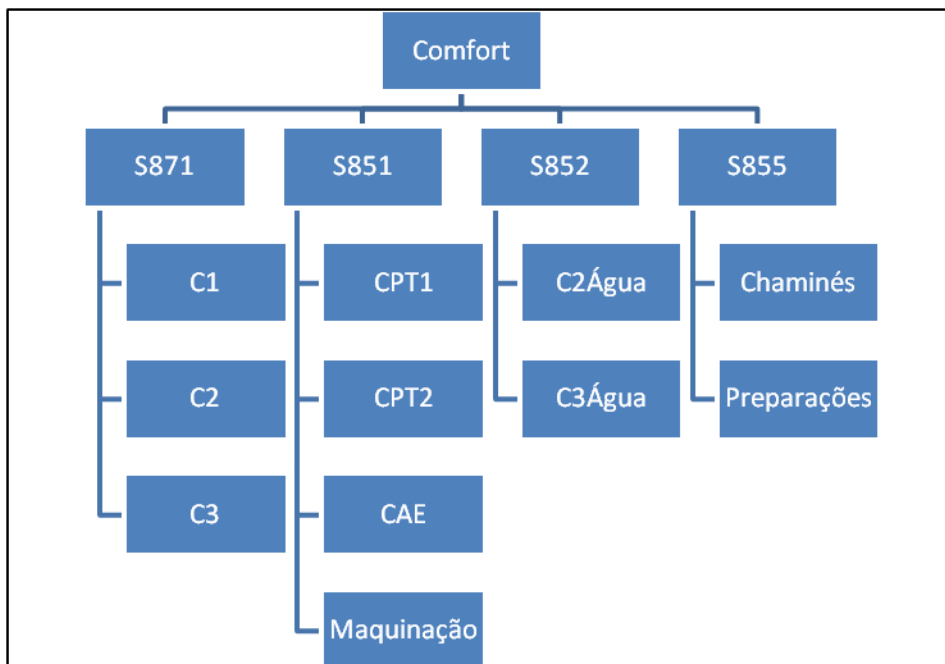 Comfort
S871
S851
S852
S855
C1
CPT1
C2Água
Chaminés
C2
CPT2
C3Água
Preparações
C3
CAE
Maquinação